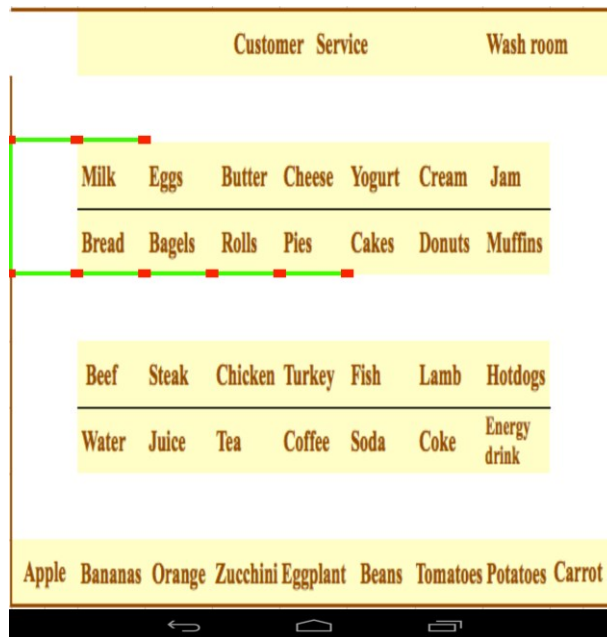 Customer Service Wash room
Milk Eggs Butter Cheese Yogurt Cream Jam
Bread Bagels Rolls Pies Cakes Donuts Muffins
Beef Steak Chicken Turkey Fish Lamb Hotdogs
Water Juice Tea Coffee Soda Coke Energy drink
Apple Bananas Orange Zucchini Eggplant Beans Tomatoes Potatoes Carrot